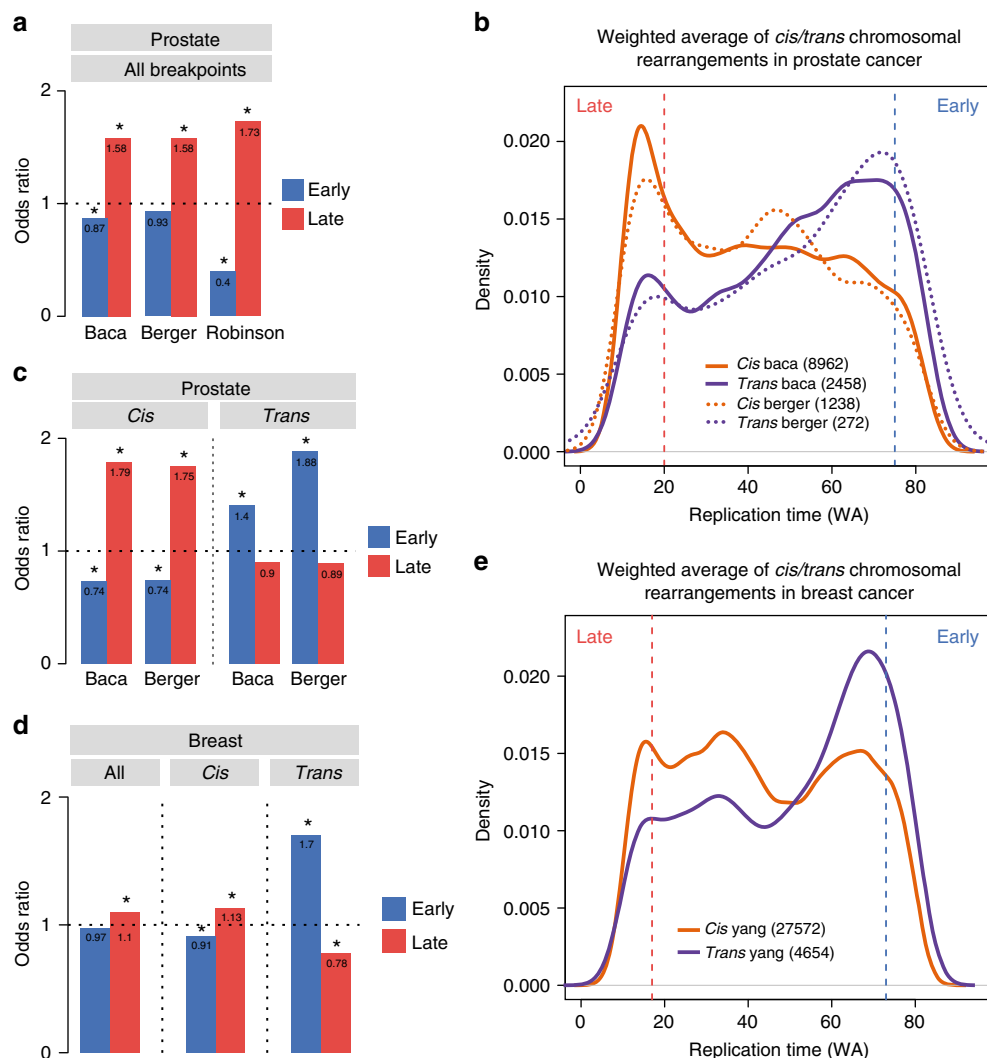 a
Prostate
All breakpoints
Odds ratio
2
1
0
*
0.87
*
1.58
0.93
*
1.58
*
0.4
*
1.73
Baca
Berger
Robinson
Early
Late
b
Weighted average of cis/trans chromosomal
rearrangements in prostate cancer
Late
Early
Density
0.020
0.015
0.010
0.005
0.000
Cis baca (8962)
Trans baca (2458)
Cis berger (1238)
Trans berger (272)
0
20
40
60
80
Replication time (WA)
c
Prostate
Cis
Trans
Odds ratio
2
1
0
*
0.74
*
1.79
*
0.74
*
1.75
*
1.4
0.9
*
1.88
0.89
Baca
Berger
Baca
Berger
Early
Late
d
Breast
All
Cis
Trans
Odds ratio
2
1
0
0.97
*
1.1
*
0.91
*
1.13
*
1.7
*
0.78
Early
Late
e
Weighted average of cis/trans chromosomal
rearrangements in breast cancer
Late
Early
Density
0.020
0.015
0.010
0.005
0.000
Cis yang (27572)
Trans yang (4654)
0
20
40
60
80
Replication time (WA)